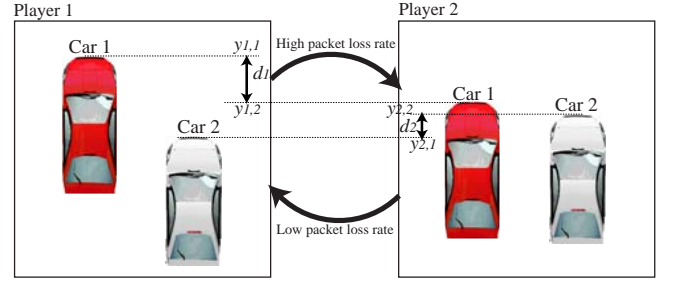 Player 1
Player 2
Car 1
y1,1
High packet loss rate
d1
y1,2
Car 2
Low packet loss rate
Car 1
Car 2
y2,2
d2
y2,1